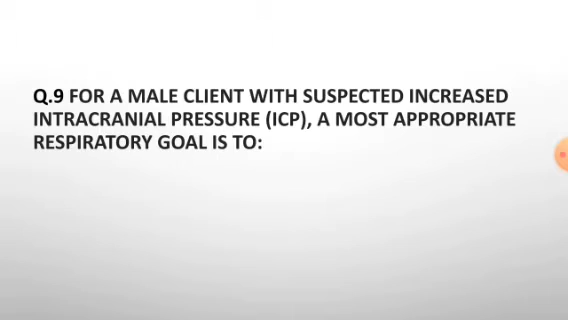 Q.9 FOR A MALE CLIENT WITH SUSPECTED INCREASED
INTRACRANIAL PRESSURE (ICP), A MOST APPROPRIATE
RESPIRATORY GOAL IS TO: